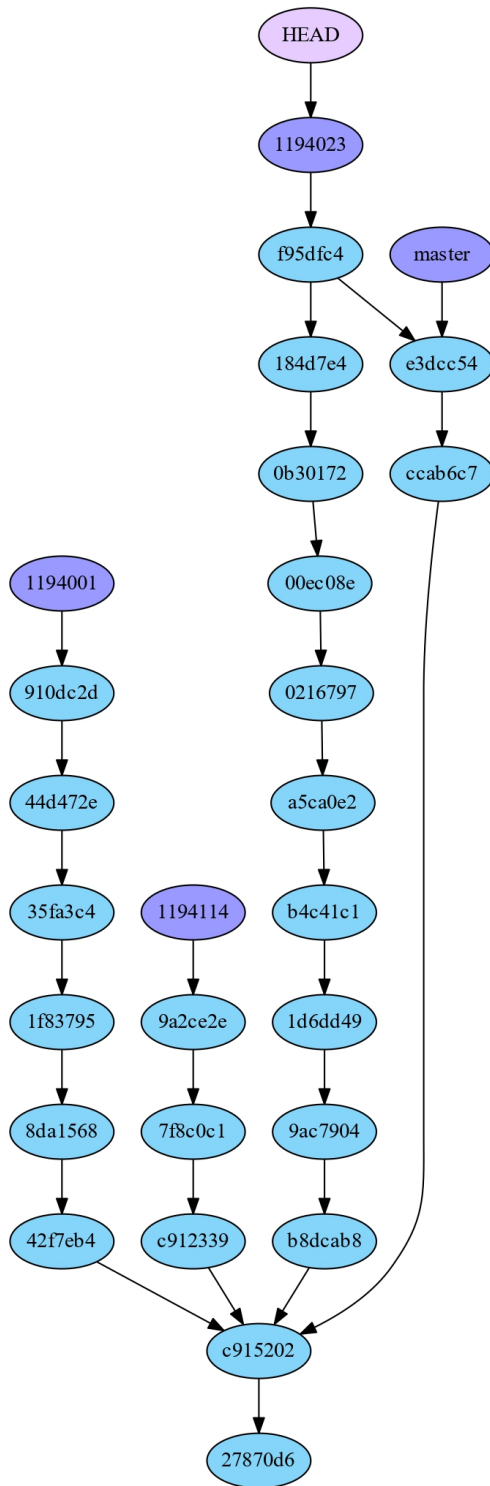 HEAD
1194023
f95dfc4
master
184d7e4
e3dcc54
0b30172
ccab6c7
1194001
00ec08e
910dc2d
0216797
44d472e
a5ca0e2
35fa3c4
1194114
b4c41c1
1f83795
9a2ce2e
1d6dd49
8da1568
7f8c0c1
9ac7904
42f7eb4
c912339
b8dcab8
c915202
27870d6